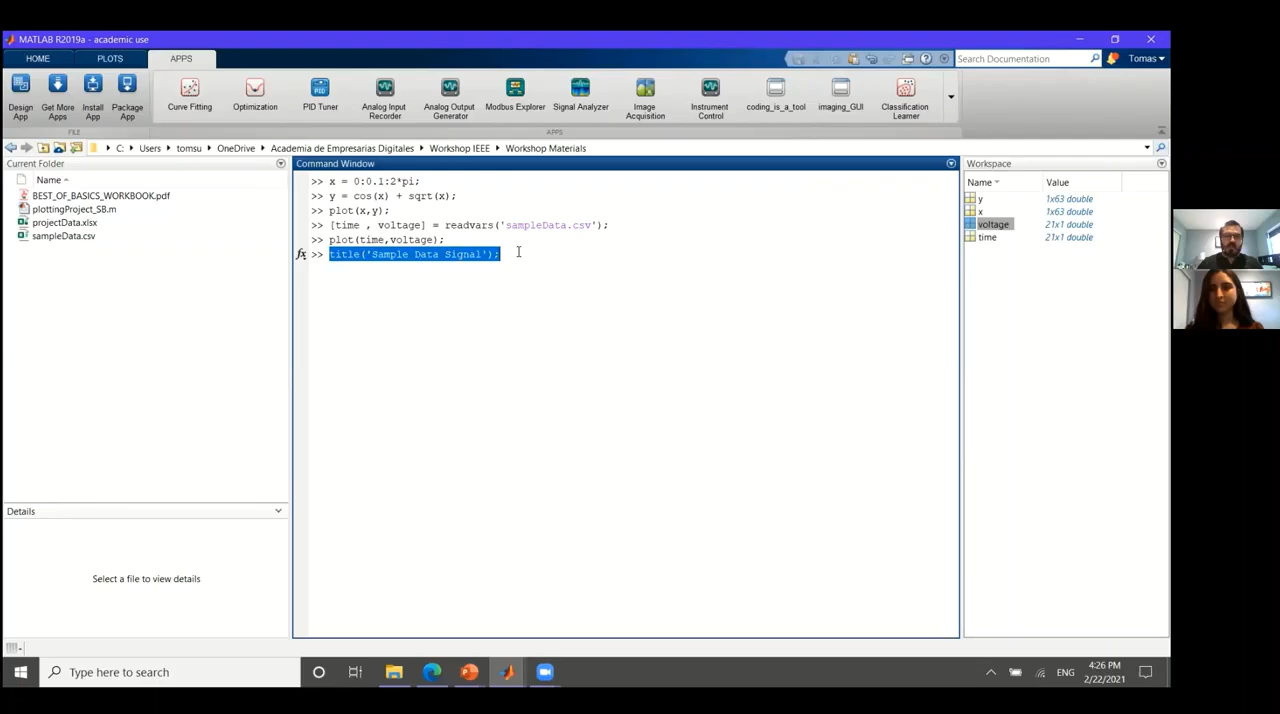 MATLAB R2019a - academic use
HOME PLOTS APPS Search Documentation Tomas
Design App
Get More Apps
Install App
Package App
Curve Fitting
Optimization
PID Tuner
Analog Input Recorder
Analog Output Generator
Modbus Explorer
Signal Analyzer
Image Acquisition
Instrument Control
coding_is_a_tool
imaging_GUI
Classification Learner
FILE APPS
C: Users tomsu OneDrive Academia de Empresarias Digitales Workshop IEEE Workshop Materials
Current Folder
Name
BEST_OF_BASICS_WORKBOOK.pdf
plottingProject_SB.m
projectData.xlsx
sampleData.csv
Details
Select a file to view details
Command Window
>> x = 0:0.1:2*pi;
>> y = cos(x) + sqrt(x);
>> plot(x,y);
>> [time , voltage] = readvars('sampleData.csv');
>> plot(time,voltage);
fx >> title('Sample Data Signal');
Workspace
Name Value
y 1x63 double
x 1x63 double
voltage 21x1 double
time 21x1 double
Type here to search
ENG
4:26 PM
2/22/2021